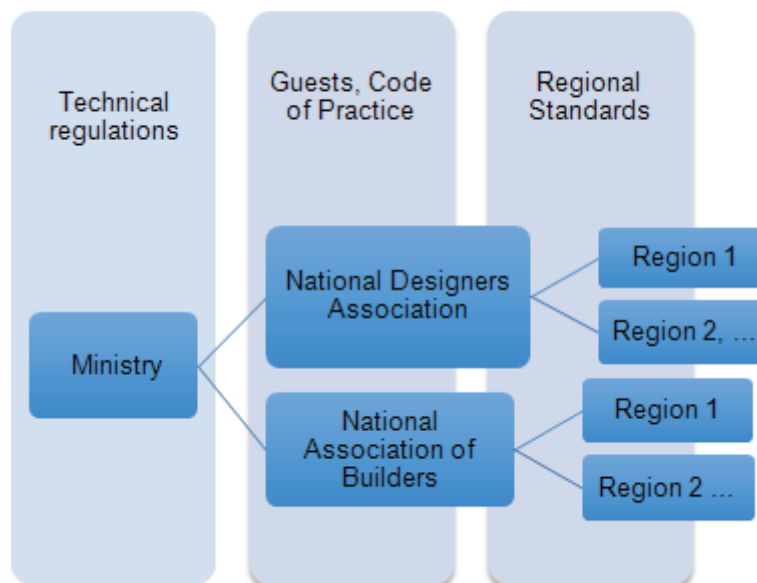 Technical
regulations
Guests, Code
of Practice
Regional
Standards
Ministry
National Designers
Association
National
Association of
Builders
Region 1
Region 2, ...
Region 1
Region 2 ...